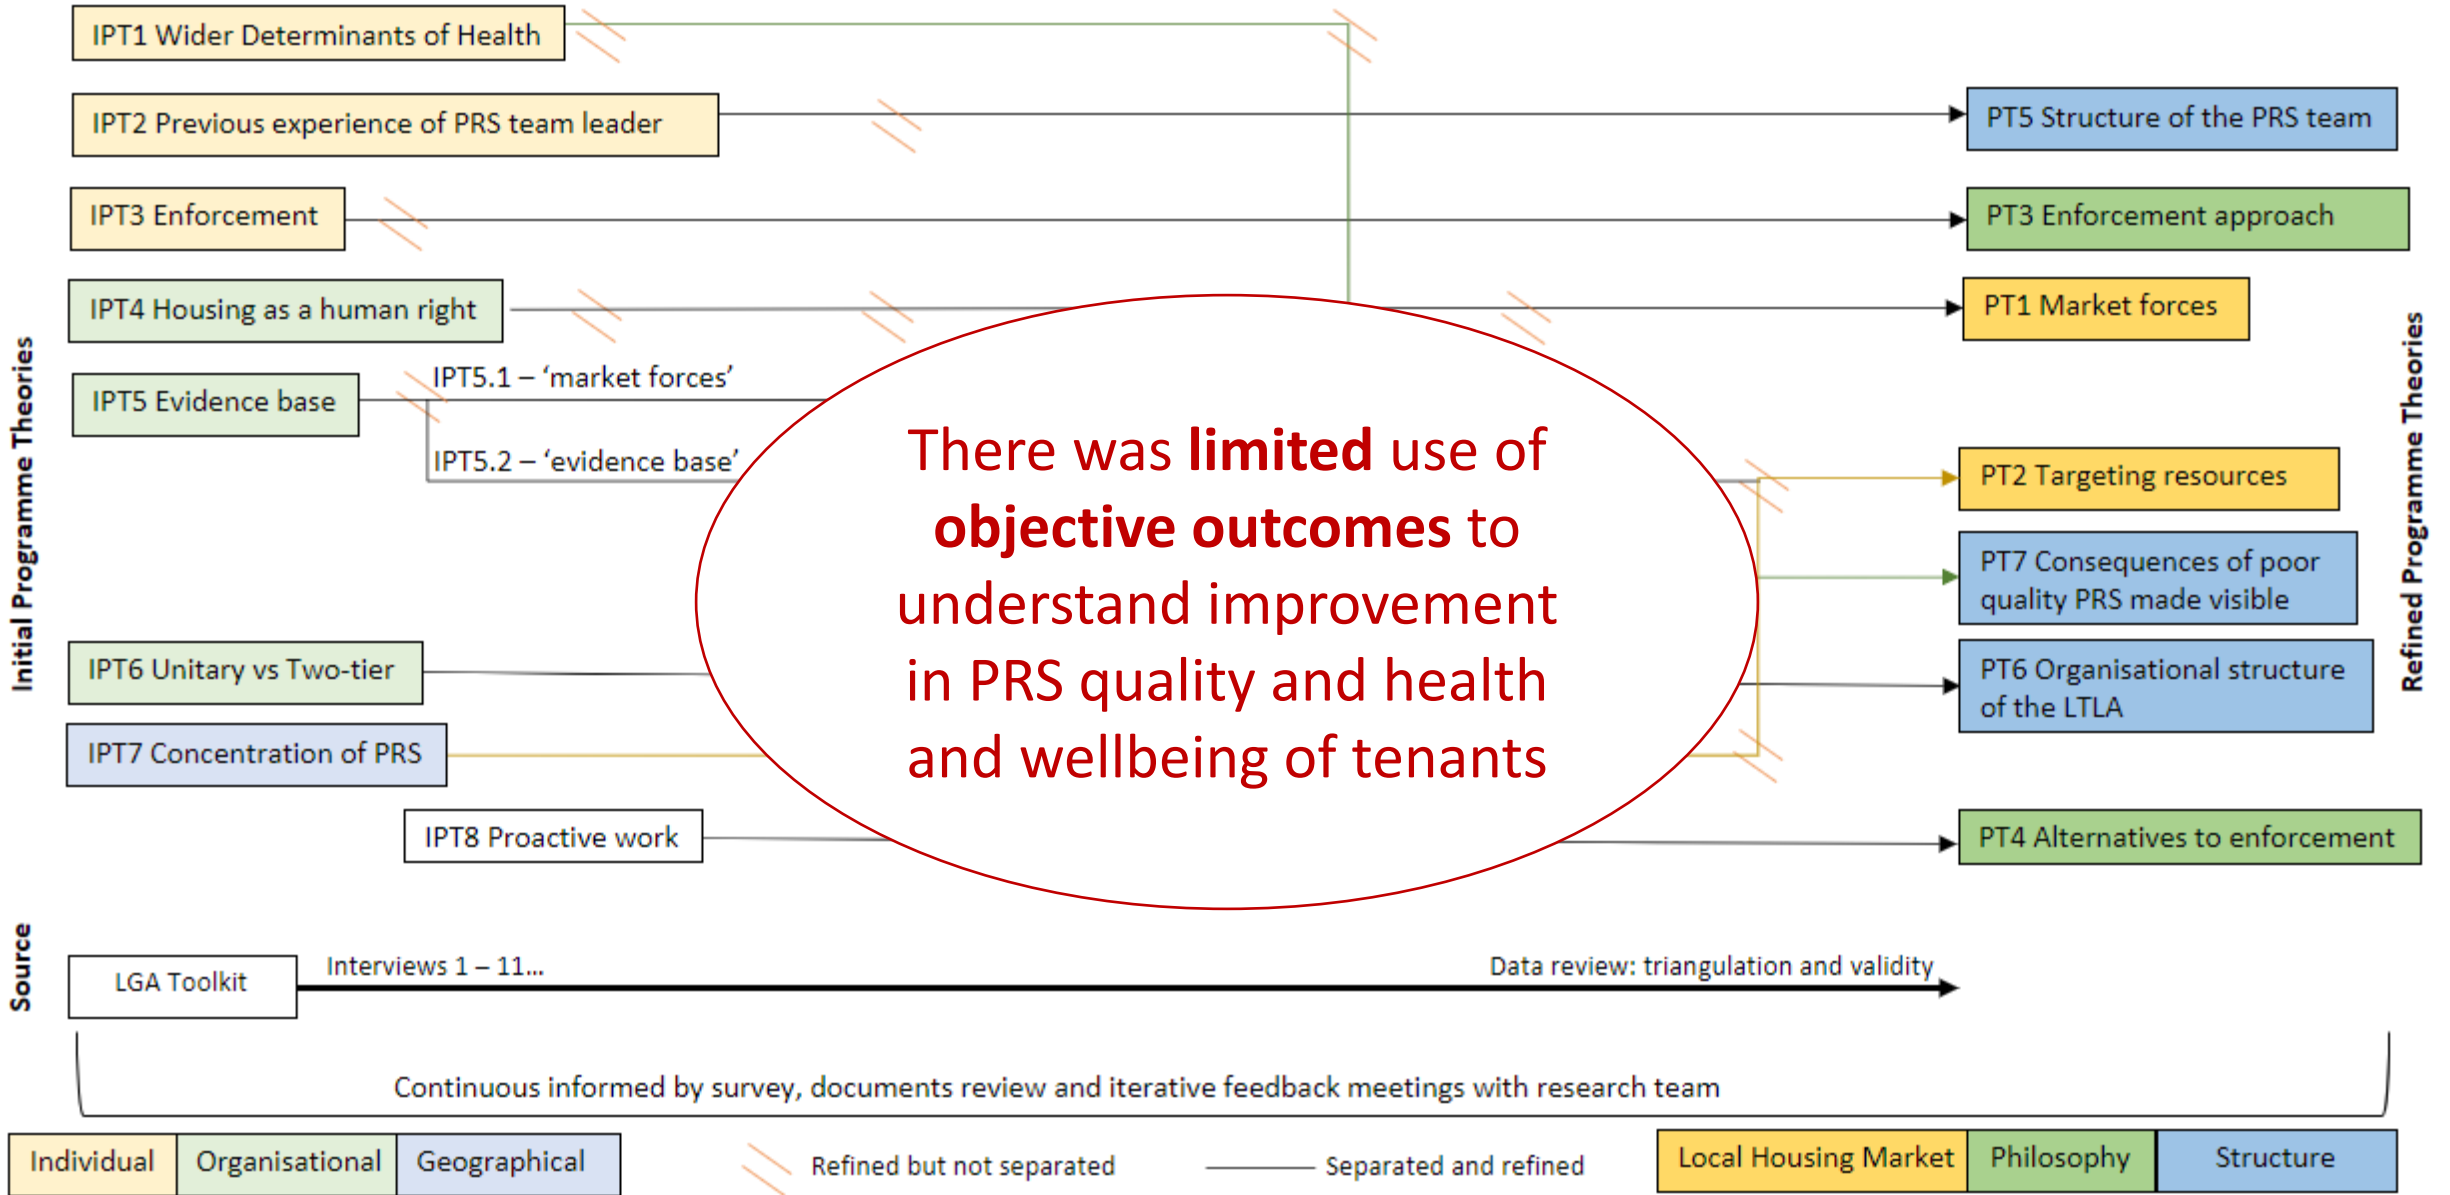 IPT1 Wider Determinants of Health
IPT2 Previous experience of PRS team leader
PT5 Structure of the PRS team
IPT3 Enforcement
PT3 Enforcement approach
IPT4 Housing as a human right
PT1 Market forces
Initial Programme Theories
Refined Programme Theories
IPT5 Evidence base
IPT5.1 – ‘market forces’
IPT5.2 – ‘evidence base’
There was limited use of
objective outcomes to
understand improvement
in PRS quality and health
and wellbeing of tenants
PT2 Targeting resources
PT7 Consequences of poor
quality PRS made visible
IPT6 Unitary vs Two-tier
PT6 Organisational structure
of the LTLA
IPT7 Concentration of PRS
IPT8 Proactive work
PT4 Alternatives to enforcement
Source
LGA Toolkit
Interviews 1 – 11...
Data review: triangulation and validity
Continuous informed by survey, documents review and iterative feedback meetings with research team
Individual
Organisational
Geographical
Refined but not separated
Separated and refined
Local Housing Market
Philosophy
Structure